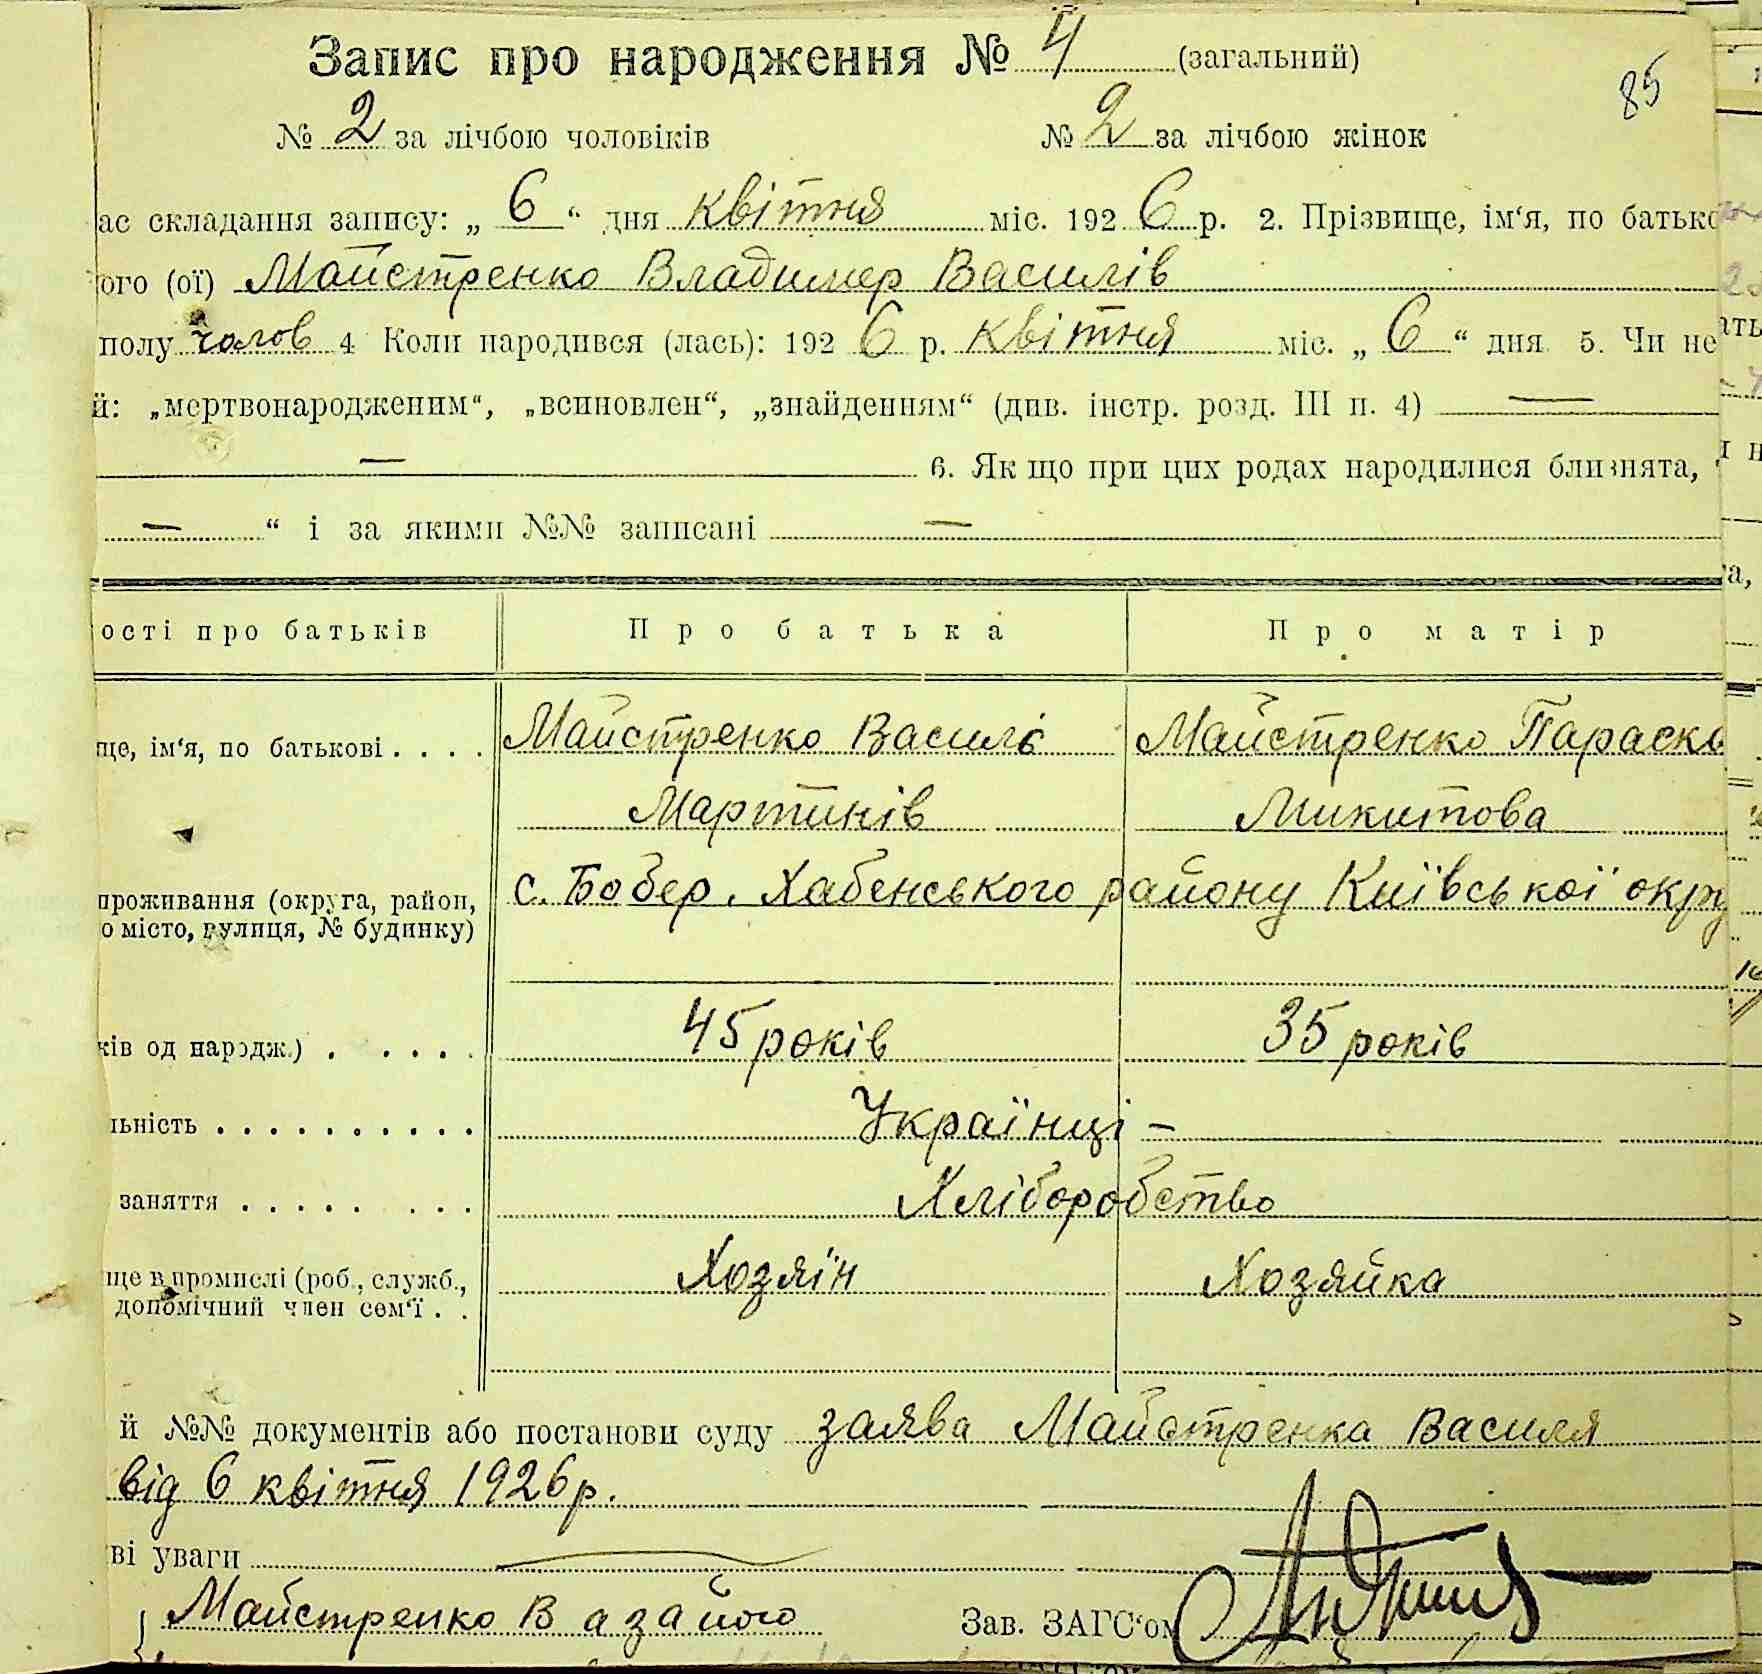 Запис про народження № 4 (загальний)
85
№ 2 за лічбою чоловіків № 2 за лічбою жінок
ас складання запису: „ 6 “ дня квітня міс. 192 6 р. 2. Прізвище, ім‘я, по батько
ого (ої) Майстренко Владимер Василів
полу чолов 4 Коли народився (лась): 192 6 р. квітня міс. „ 6 “ дня 5. Чи не
й: „мертвонародженим“, „всиновлен“, „знайденням“ (див. інстр. розд. III п. 4) —
— 6. Як що при цих родах народилися близнята,
— “ і за якими №№ записані —
ості про батьків Про батька Про матір
ще, ім‘я, по батькові . . . . Майстренко Василь Майстренко Параска
Мартинів Микитова
проживання (округа, район, с. Бобер. Хабенського району Київської окру
о місто, вулиця, № будинку)
ків од народж.) . . . . . 45 років 35 років
льність . . . . . . . . . . Українці -
заняття . . . . . . . . Хліборобство
ще в промислі (роб., служб., Хозяїн Хозяйка
допомічний член сем‘ї . .
й №№ документів або постанови суду заява Майстренка Василя
від 6 квітня 1926 р.
ві уваги
Майстренко В а за його Зав. ЗАГС‘ом